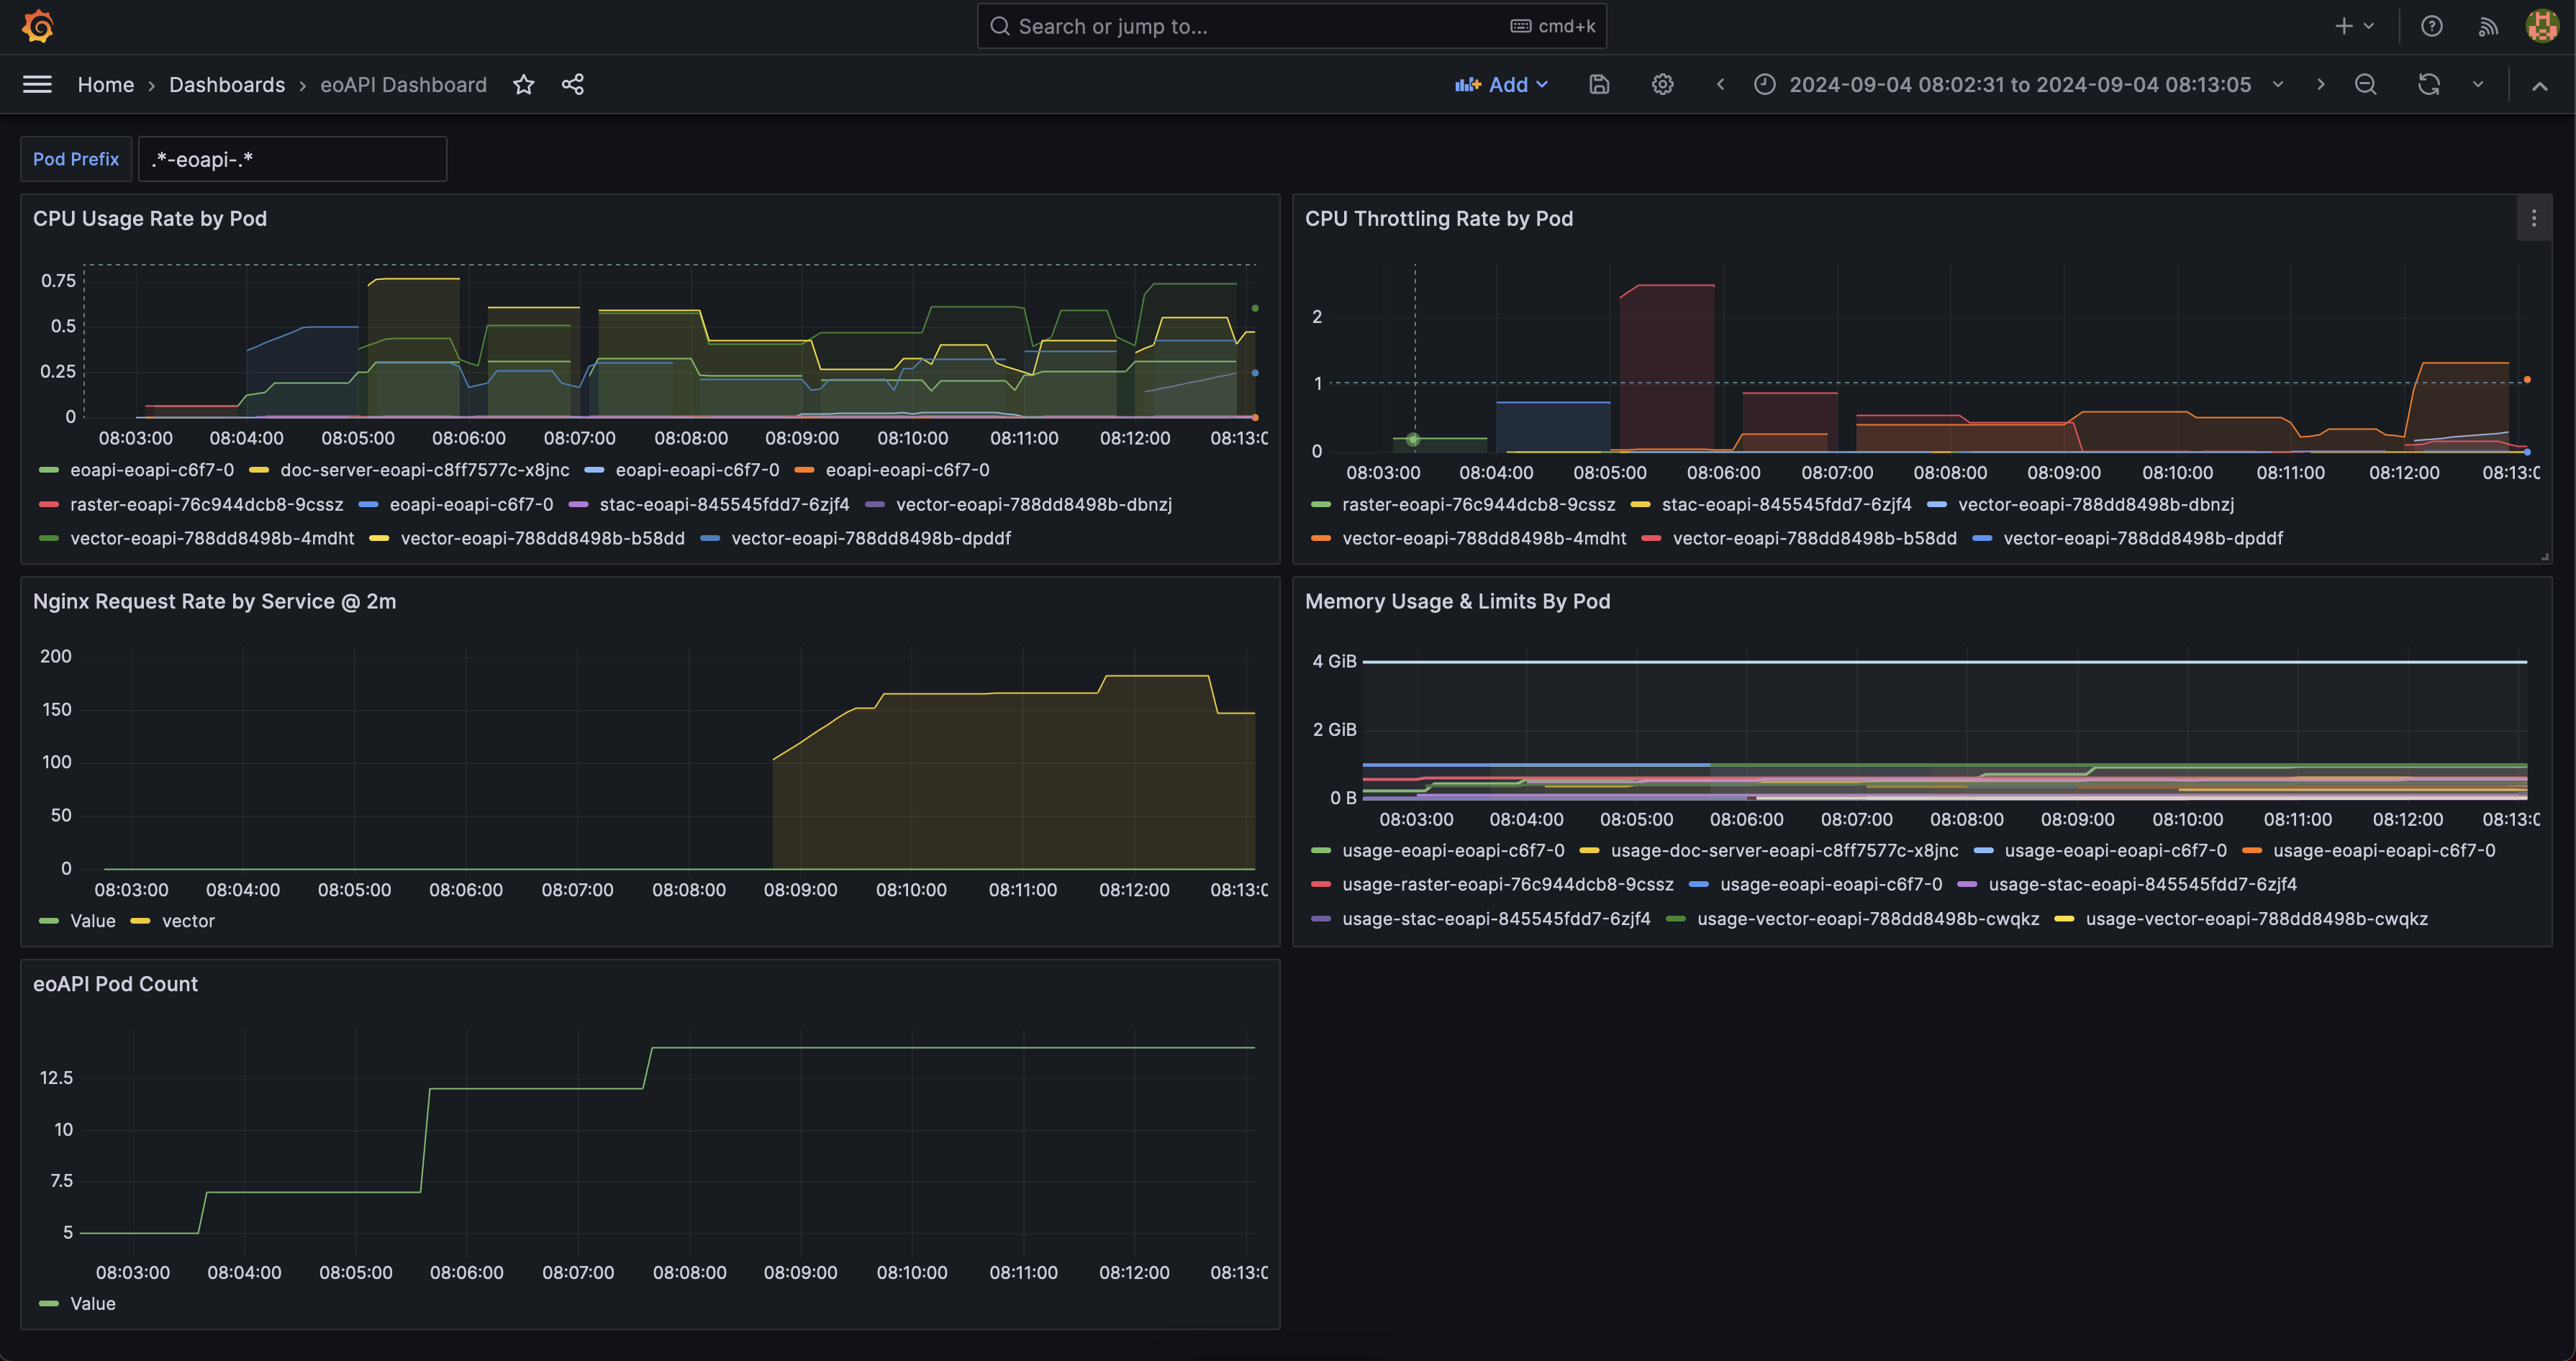 Search or jump to... cmd+k
Home › Dashboards › eoAPI Dashboard Add 2024-09-04 08:02:31 to 2024-09-04 08:13:05
Pod Prefix .*-eoapi-.*
CPU Usage Rate by Pod
0.75
0.5
0.25
0
08:03:00 08:04:00 08:05:00 08:06:00 08:07:00 08:08:00 08:09:00 08:10:00 08:11:00 08:12:00 08:13:0
eoapi-eoapi-c6f7-0 doc-server-eoapi-c8ff7577c-x8jnc eoapi-eoapi-c6f7-0 eoapi-eoapi-c6f7-0
raster-eoapi-76c944dcb8-9cssz eoapi-eoapi-c6f7-0 stac-eoapi-845545fdd7-6zjf4 vector-eoapi-788dd8498b-dbnzj
vector-eoapi-788dd8498b-4mdht vector-eoapi-788dd8498b-b58dd vector-eoapi-788dd8498b-dpddf
CPU Throttling Rate by Pod
2
1
0
08:03:00 08:04:00 08:05:00 08:06:00 08:07:00 08:08:00 08:09:00 08:10:00 08:11:00 08:12:00 08:13:0
raster-eoapi-76c944dcb8-9cssz stac-eoapi-845545fdd7-6zjf4 vector-eoapi-788dd8498b-dbnzj
vector-eoapi-788dd8498b-4mdht vector-eoapi-788dd8498b-b58dd vector-eoapi-788dd8498b-dpddf
Nginx Request Rate by Service @ 2m
200
150
100
50
0
08:03:00 08:04:00 08:05:00 08:06:00 08:07:00 08:08:00 08:09:00 08:10:00 08:11:00 08:12:00 08:13:0
Value vector
Memory Usage & Limits By Pod
4 GiB
2 GiB
0 B
08:03:00 08:04:00 08:05:00 08:06:00 08:07:00 08:08:00 08:09:00 08:10:00 08:11:00 08:12:00 08:13:0
usage-eoapi-eoapi-c6f7-0 usage-doc-server-eoapi-c8ff7577c-x8jnc usage-eoapi-eoapi-c6f7-0 usage-eoapi-eoapi-c6f7-0
usage-raster-eoapi-76c944dcb8-9cssz usage-eoapi-eoapi-c6f7-0 usage-stac-eoapi-845545fdd7-6zjf4
usage-stac-eoapi-845545fdd7-6zjf4 usage-vector-eoapi-788dd8498b-cwqkz usage-vector-eoapi-788dd8498b-cwqkz
eoAPI Pod Count
12.5
10
7.5
5
08:03:00 08:04:00 08:05:00 08:06:00 08:07:00 08:08:00 08:09:00 08:10:00 08:11:00 08:12:00 08:13:0
Value